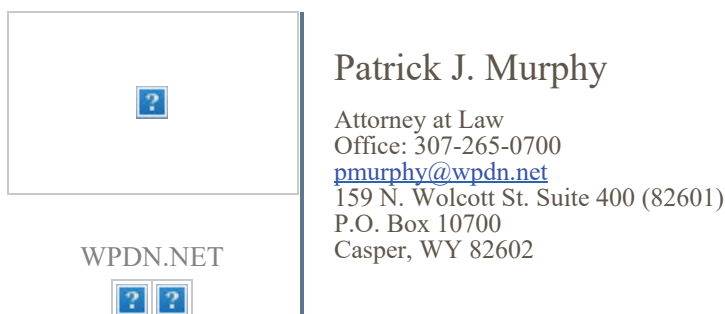 Patrick J. Murphy
Attorney at Law
Office: 307-265-0700
pmurphy@wpdn.net
159 N. Wolcott St. Suite 400 (82601)
P.O. Box 10700
Casper, WY 82602
WPDN.NET